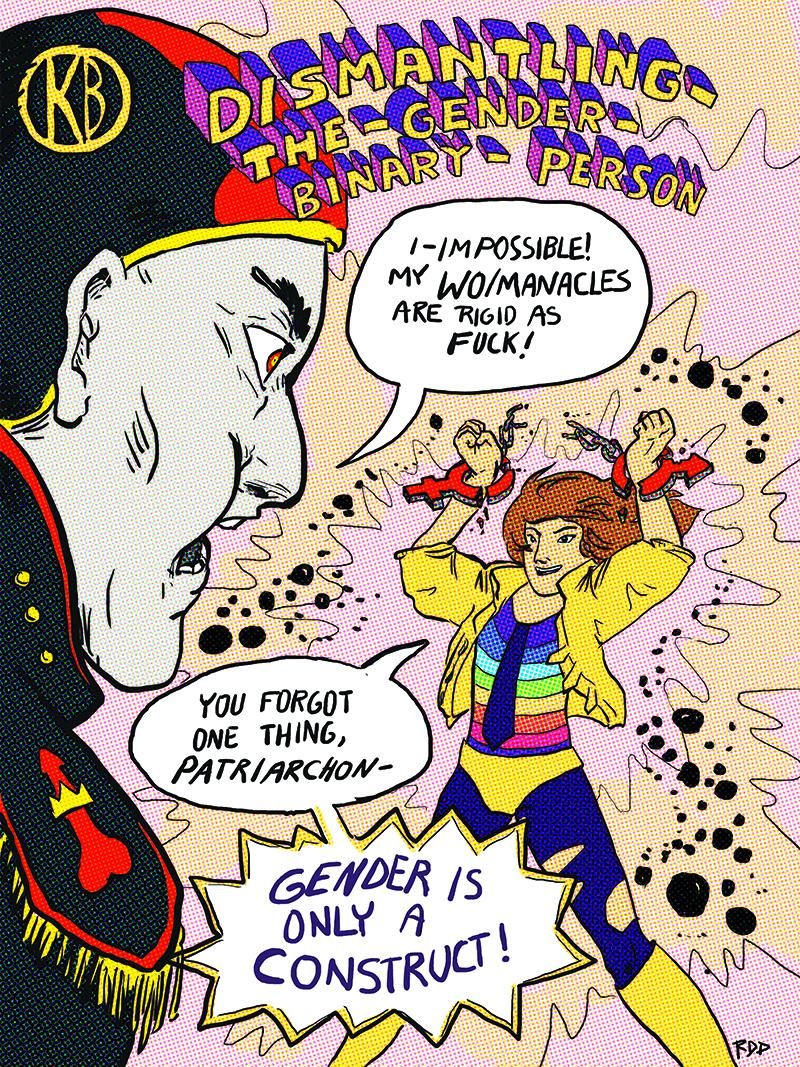 KB
DISMANTLING-
THE-GENDER-
BINARY- PERSON
I-IMPOSSIBLE!
MY WO/MANACLES
ARE RIGID AS
FUCK!
YOU FORGOT
ONE THING,
PATRIARCHON-
GENDER IS
ONLY A
CONSTRUCT!
RDD